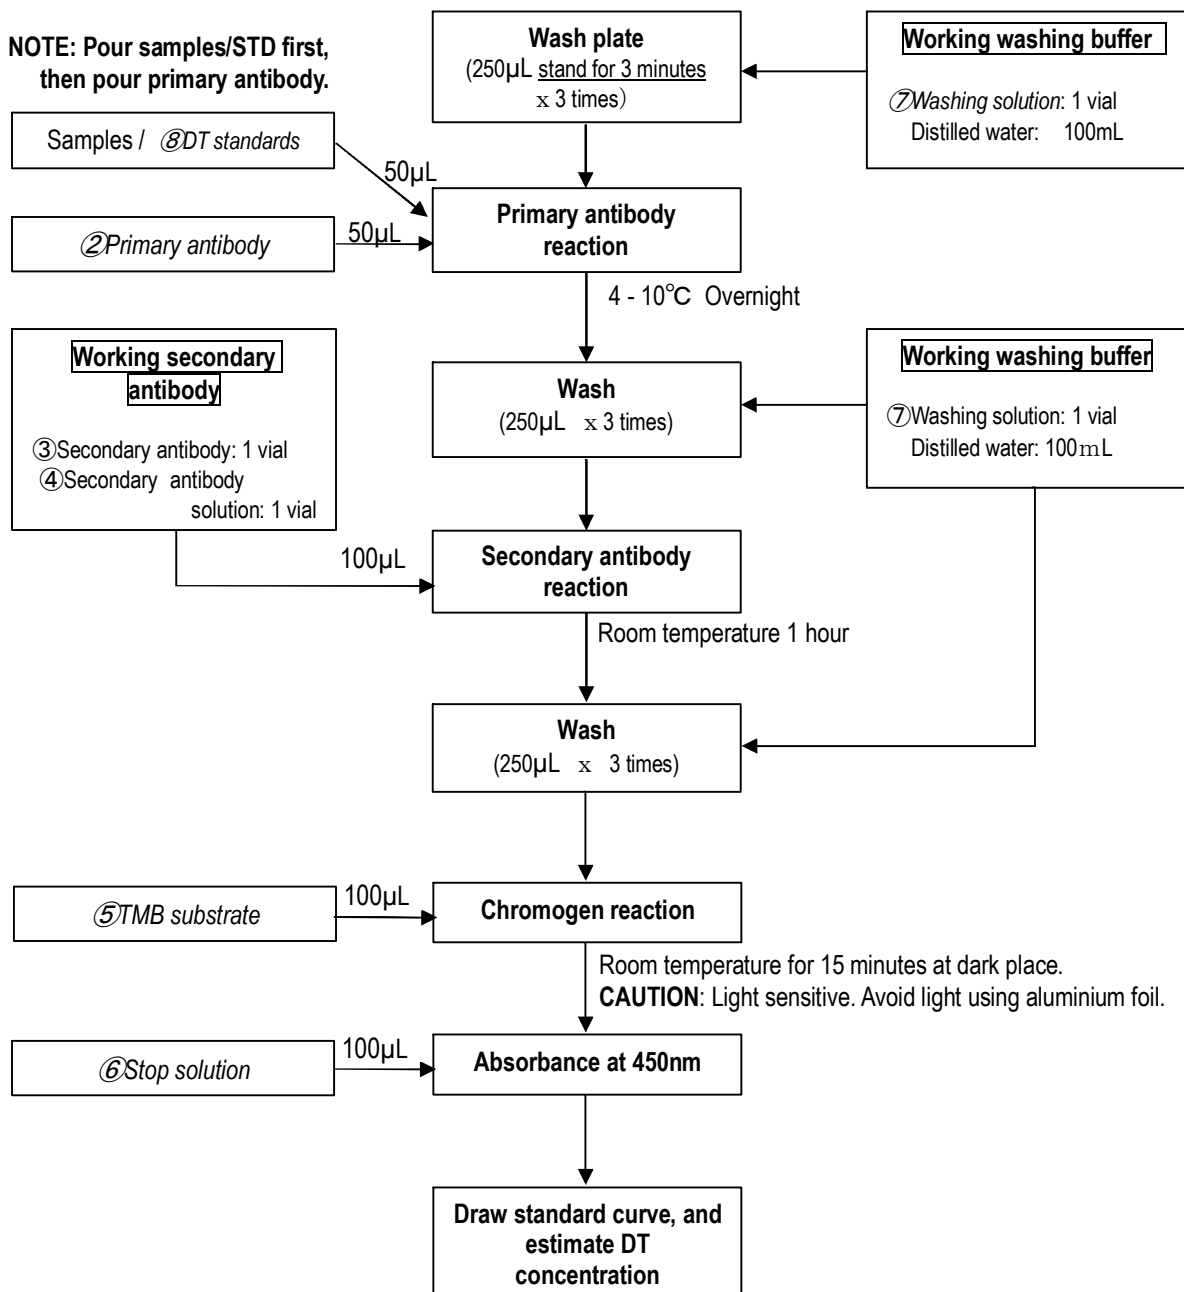 NOTE: Pour samples/STD first,
then pour primary antibody.
Wash plate
(250µL stand for 3 minutes
x 3 times)
Working washing buffer
⑦Washing solution: 1 vial
Distilled water: 100mL
Samples / ⑧DT standards
50µL
②Primary antibody
50µL
Primary antibody
reaction
4 - 10℃ Overnight
Working secondary
antibody
③Secondary antibody: 1 vial
④Secondary antibody
solution: 1 vial
Wash
(250µL x 3 times)
Working washing buffer
⑦Washing solution: 1 vial
Distilled water: 100mL
100µL
Secondary antibody
reaction
Room temperature 1 hour
Wash
(250µL x 3 times)
⑤TMB substrate
100µL
Chromogen reaction
Room temperature for 15 minutes at dark place.
CAUTION: Light sensitive. Avoid light using aluminium foil.
⑥Stop solution
100µL
Absorbance at 450nm
Draw standard curve, and
estimate DT
concentration